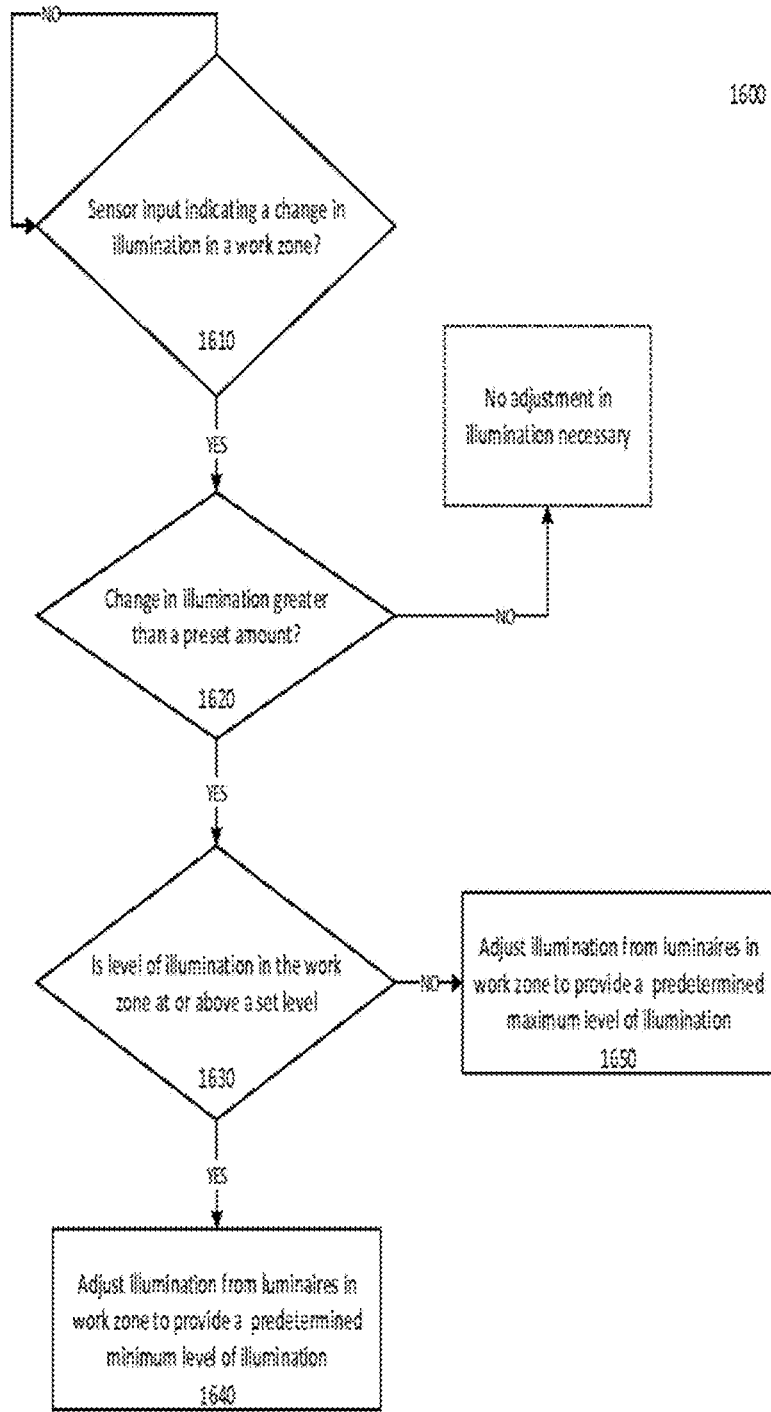 NO
1600
Sensor input indicating a change in
illumination in a work zone?
1610
YES
No adjustment in
illumination necessary
Change in illumination greater
than a preset amount?
1620
NO
YES
Is level of illumination in the work
zone at or above a set level
1630
NO
Adjust illumination from luminaires in
work zone to provide a predetermined
maximum level of illumination
1650
YES
Adjust illumination from luminaires in
work zone to provide a predetermined
minimum level of illumination
1640